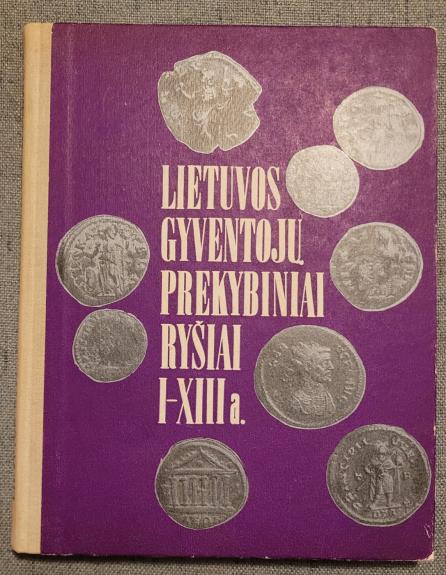 LIETUVOS
GYVENTOJŲ
PREKYBINIAI
RYŠIAI
I–XIII a.